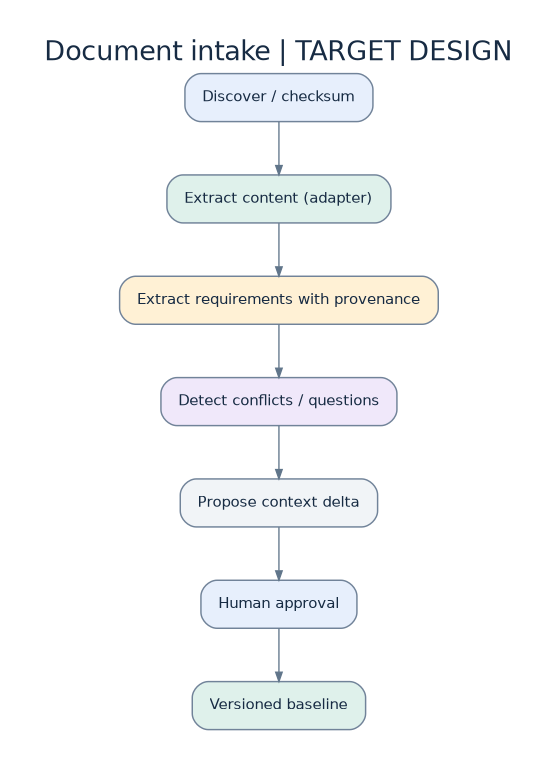 Document intake | TARGET DESIGN
Discover / checksum
Extract content (adapter)
Extract requirements with provenance
Detect conflicts / questions
Propose context delta
Human approval
Versioned baseline